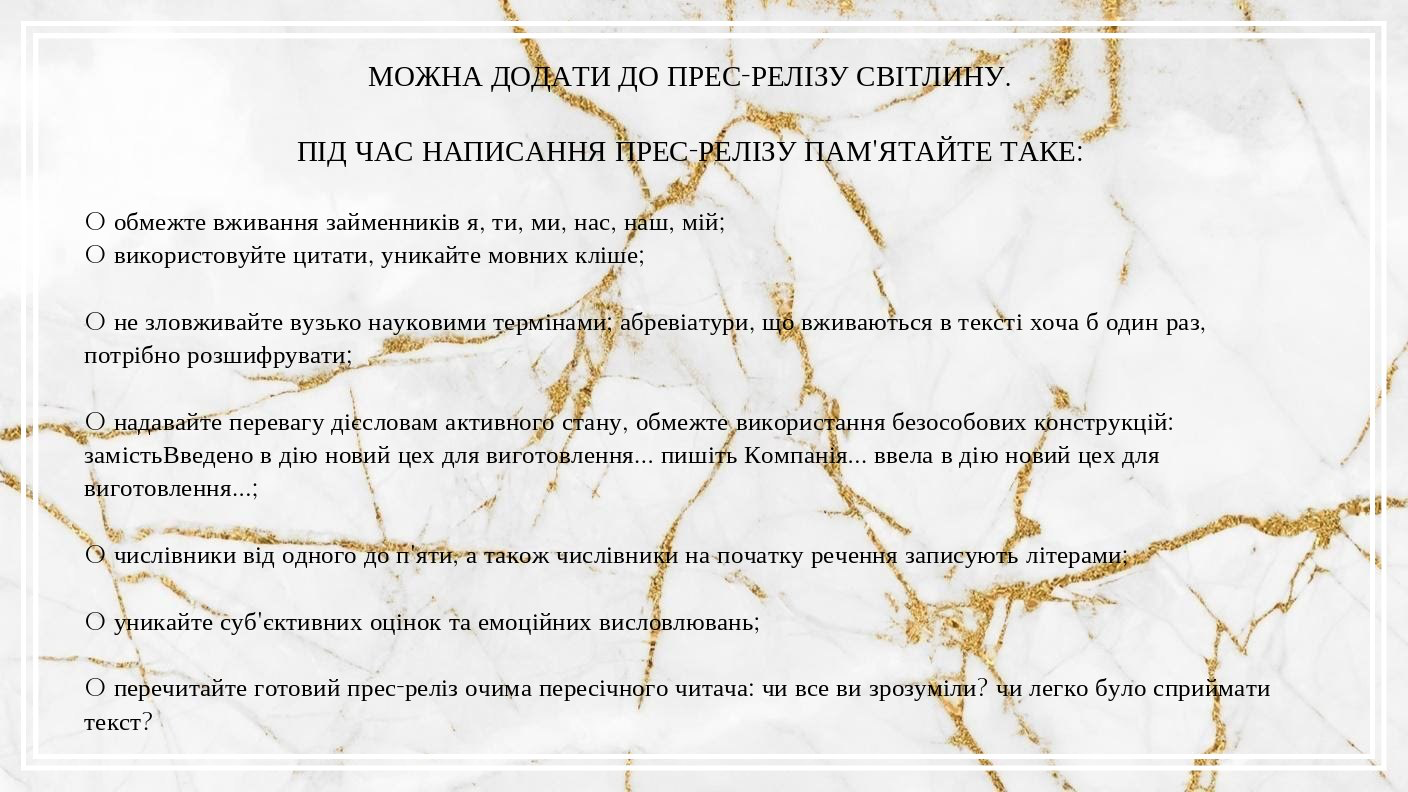 МОЖНА ДОДАТИ ДО ПРЕС-РЕЛІЗУ СВІТЛИНУ.
ПІД ЧАС НАПИСАННЯ ПРЕС-РЕЛІЗУ ПАМ'ЯТАЙТЕ ТАКЕ:
O обмежте вживання займенників я, ти, ми, нас, наш, мій;
O використовуйте цитати, уникайте мовних кліше;
O не зловживайте вузько науковими термінами; абревіатури, що вживаються в тексті хоча б один раз,
потрібно розшифрувати;
O надавайте перевагу дієсловам активного стану, обмежте використання безособових конструкцій:
замістьВведено в дію новий цех для виготовлення... пишіть Компанія... ввела в дію новий цех для
виготовлення...;
O числівники від одного до п'яти, а також числівники на початку речення записують літерами;
O уникайте суб'єктивних оцінок та емоційних висловлювань;
O перечитайте готовий прес-реліз очима пересічного читача: чи все ви зрозуміли? чи легко було сприймати
текст?